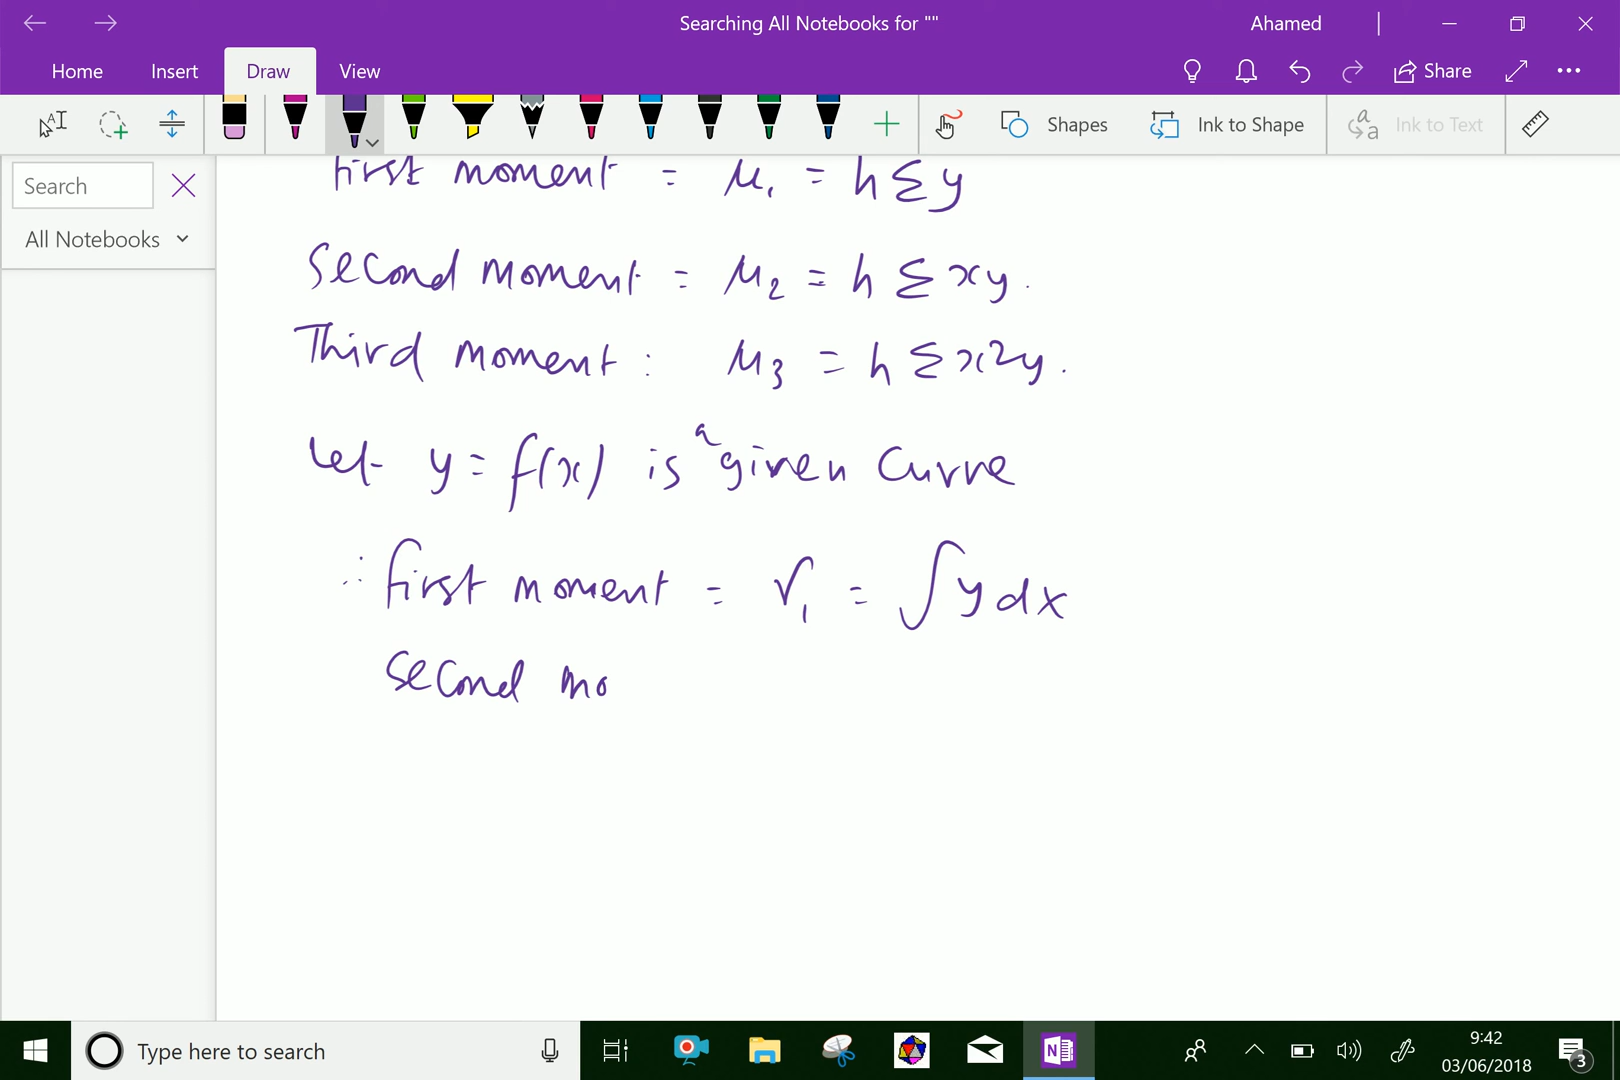 Searching All Notebooks for ""
Ahamed
Home Insert Draw View Share
Shapes Ink to Shape Ink to Text
Search
All Notebooks
First moment = μ₁ = h Σ y
Second moment = μ₂ = h Σ xy.
Third moment : μ₃ = h Σ x²y.
Let y = f(x) is a given curve
∴ First moment = γ₁ = ∫ y dx
Second mo
Type here to search
9:42
03/06/2018
3